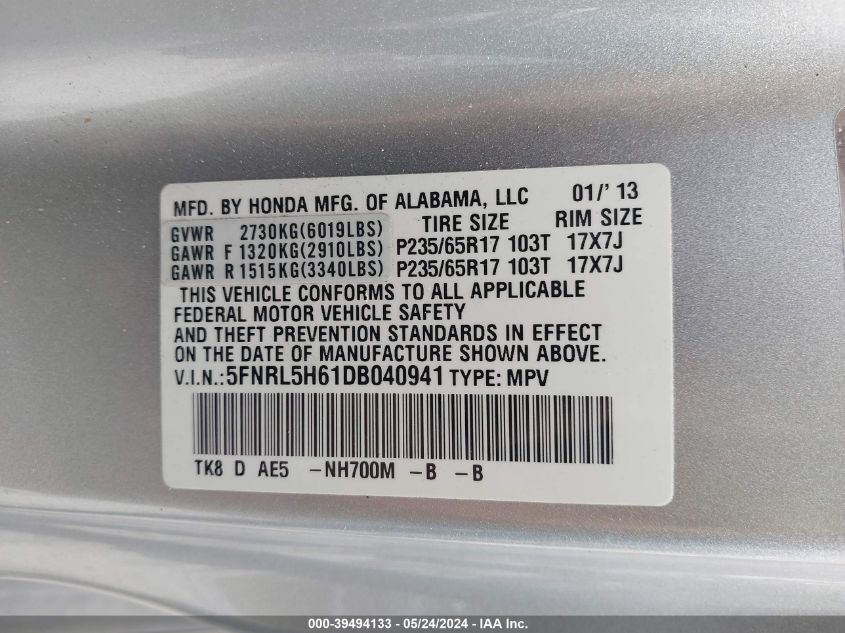 MFD. BY HONDA MFG. OF ALABAMA, LLC 01/' 13
GVWR 2730KG(6019LBS) TIRE SIZE RIM SIZE
GAWR F 1320KG(2910LBS) P235/65R17 103T 17X7J
GAWR R 1515KG(3340LBS) P235/65R17 103T 17X7J
THIS VEHICLE CONFORMS TO ALL APPLICABLE
FEDERAL MOTOR VEHICLE SAFETY
AND THEFT PREVENTION STANDARDS IN EFFECT
ON THE DATE OF MANUFACTURE SHOWN ABOVE.
V.I.N.: 5FNRL5H61DB040941 TYPE: MPV
TK8 D AE5 -NH700M -B -B
000-39494133 - 05/24/2024 - IAA Inc.